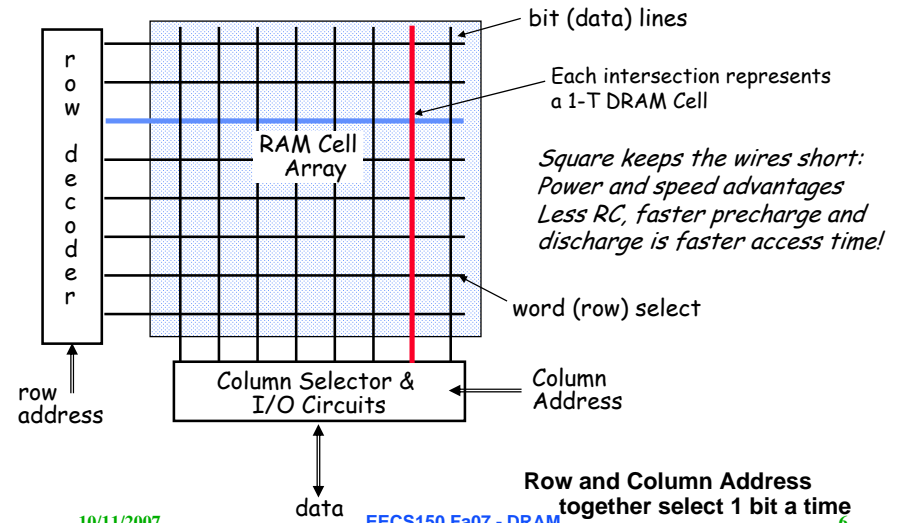 bit (data) lines
Each intersection represents
a 1-T DRAM Cell
row decoder
RAM Cell
Array
Square keeps the wires short:
Power and speed advantages
Less RC, faster precharge and
discharge is faster access time!
word (row) select
row
address
Column Selector &
I/O Circuits
Column
Address
data
Row and Column Address
together select 1 bit a time
10/11/2007
EECS150 Fa07 - DRAM
6